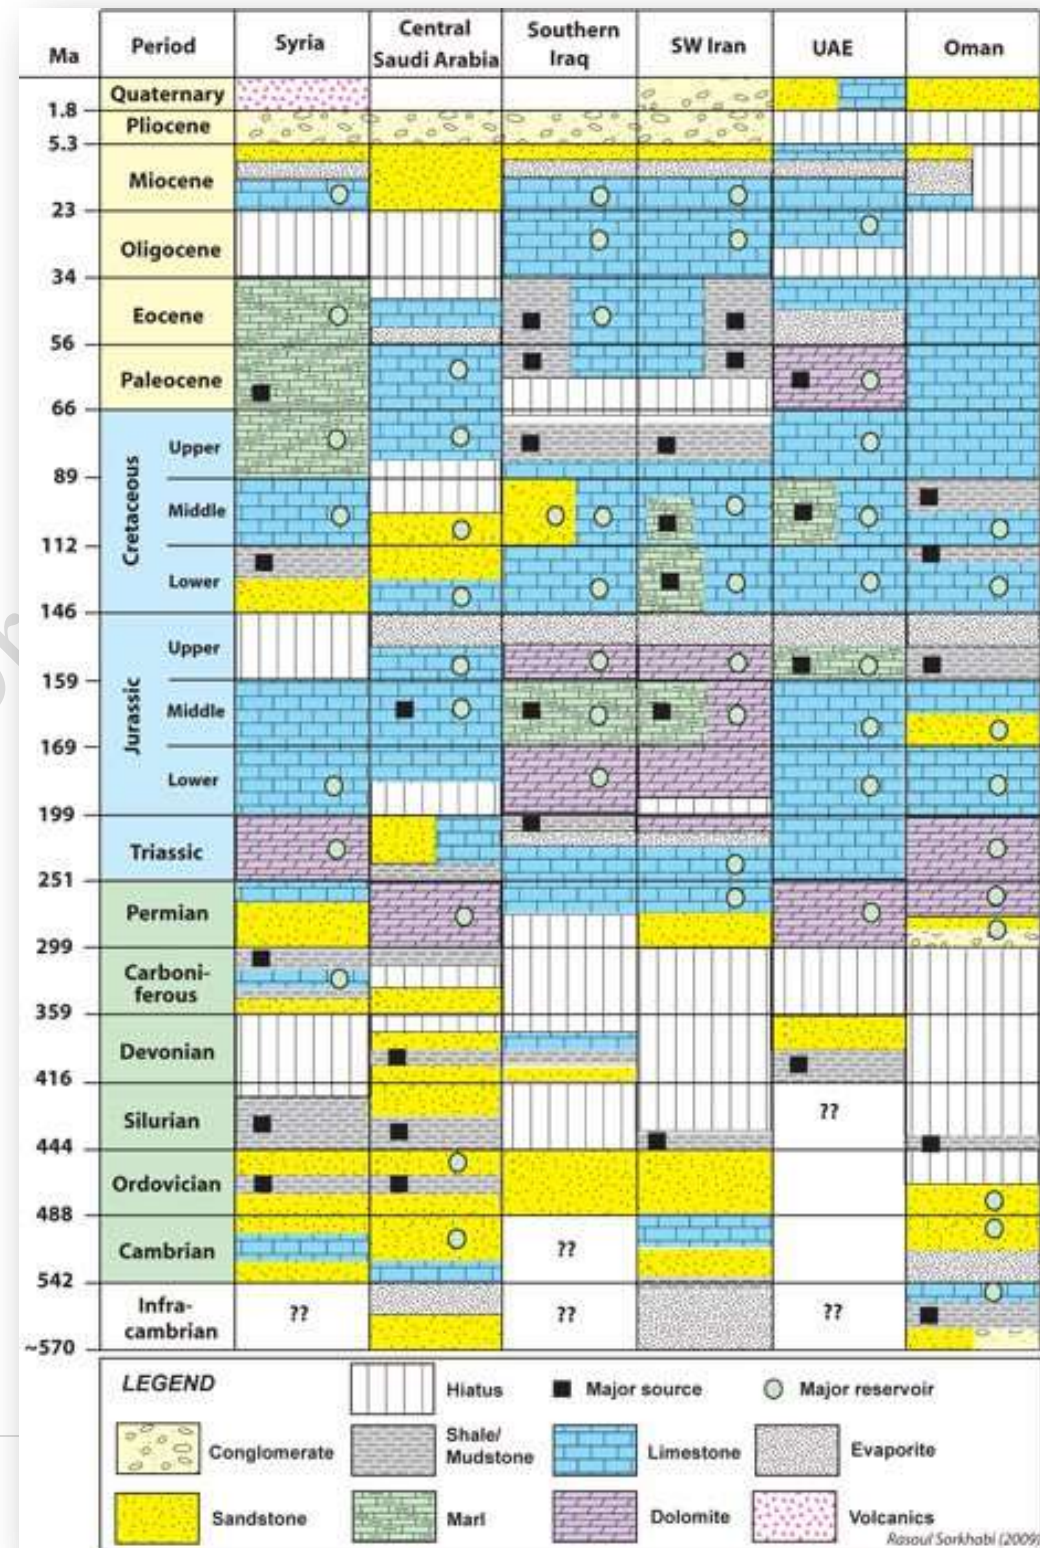 Ma
Period
Syria
Central
Saudi Arabia
Southern
Iraq
SW Iran
UAE
Oman
Quaternary
1.8
Pliocene
5.3
Miocene
23
Oligocene
34
Eocene
56
Paleocene
66
Cretaceous
Upper
89
Middle
112
Lower
146
Jurassic
Upper
159
Middle
169
Lower
199
Triassic
251
Permian
299
Carboni-
ferous
359
Devonian
416
Silurian
??
444
Ordovician
488
Cambrian
??
542
Infra-
cambrian
??
??
??
~570
LEGEND
Hiatus
Major source
Major reservoir
Conglomerate
Shale/
Mudstone
Limestone
Evaporite
Sandstone
Marl
Dolomite
Volcanics
Rasoul Sorkhabi (2009)